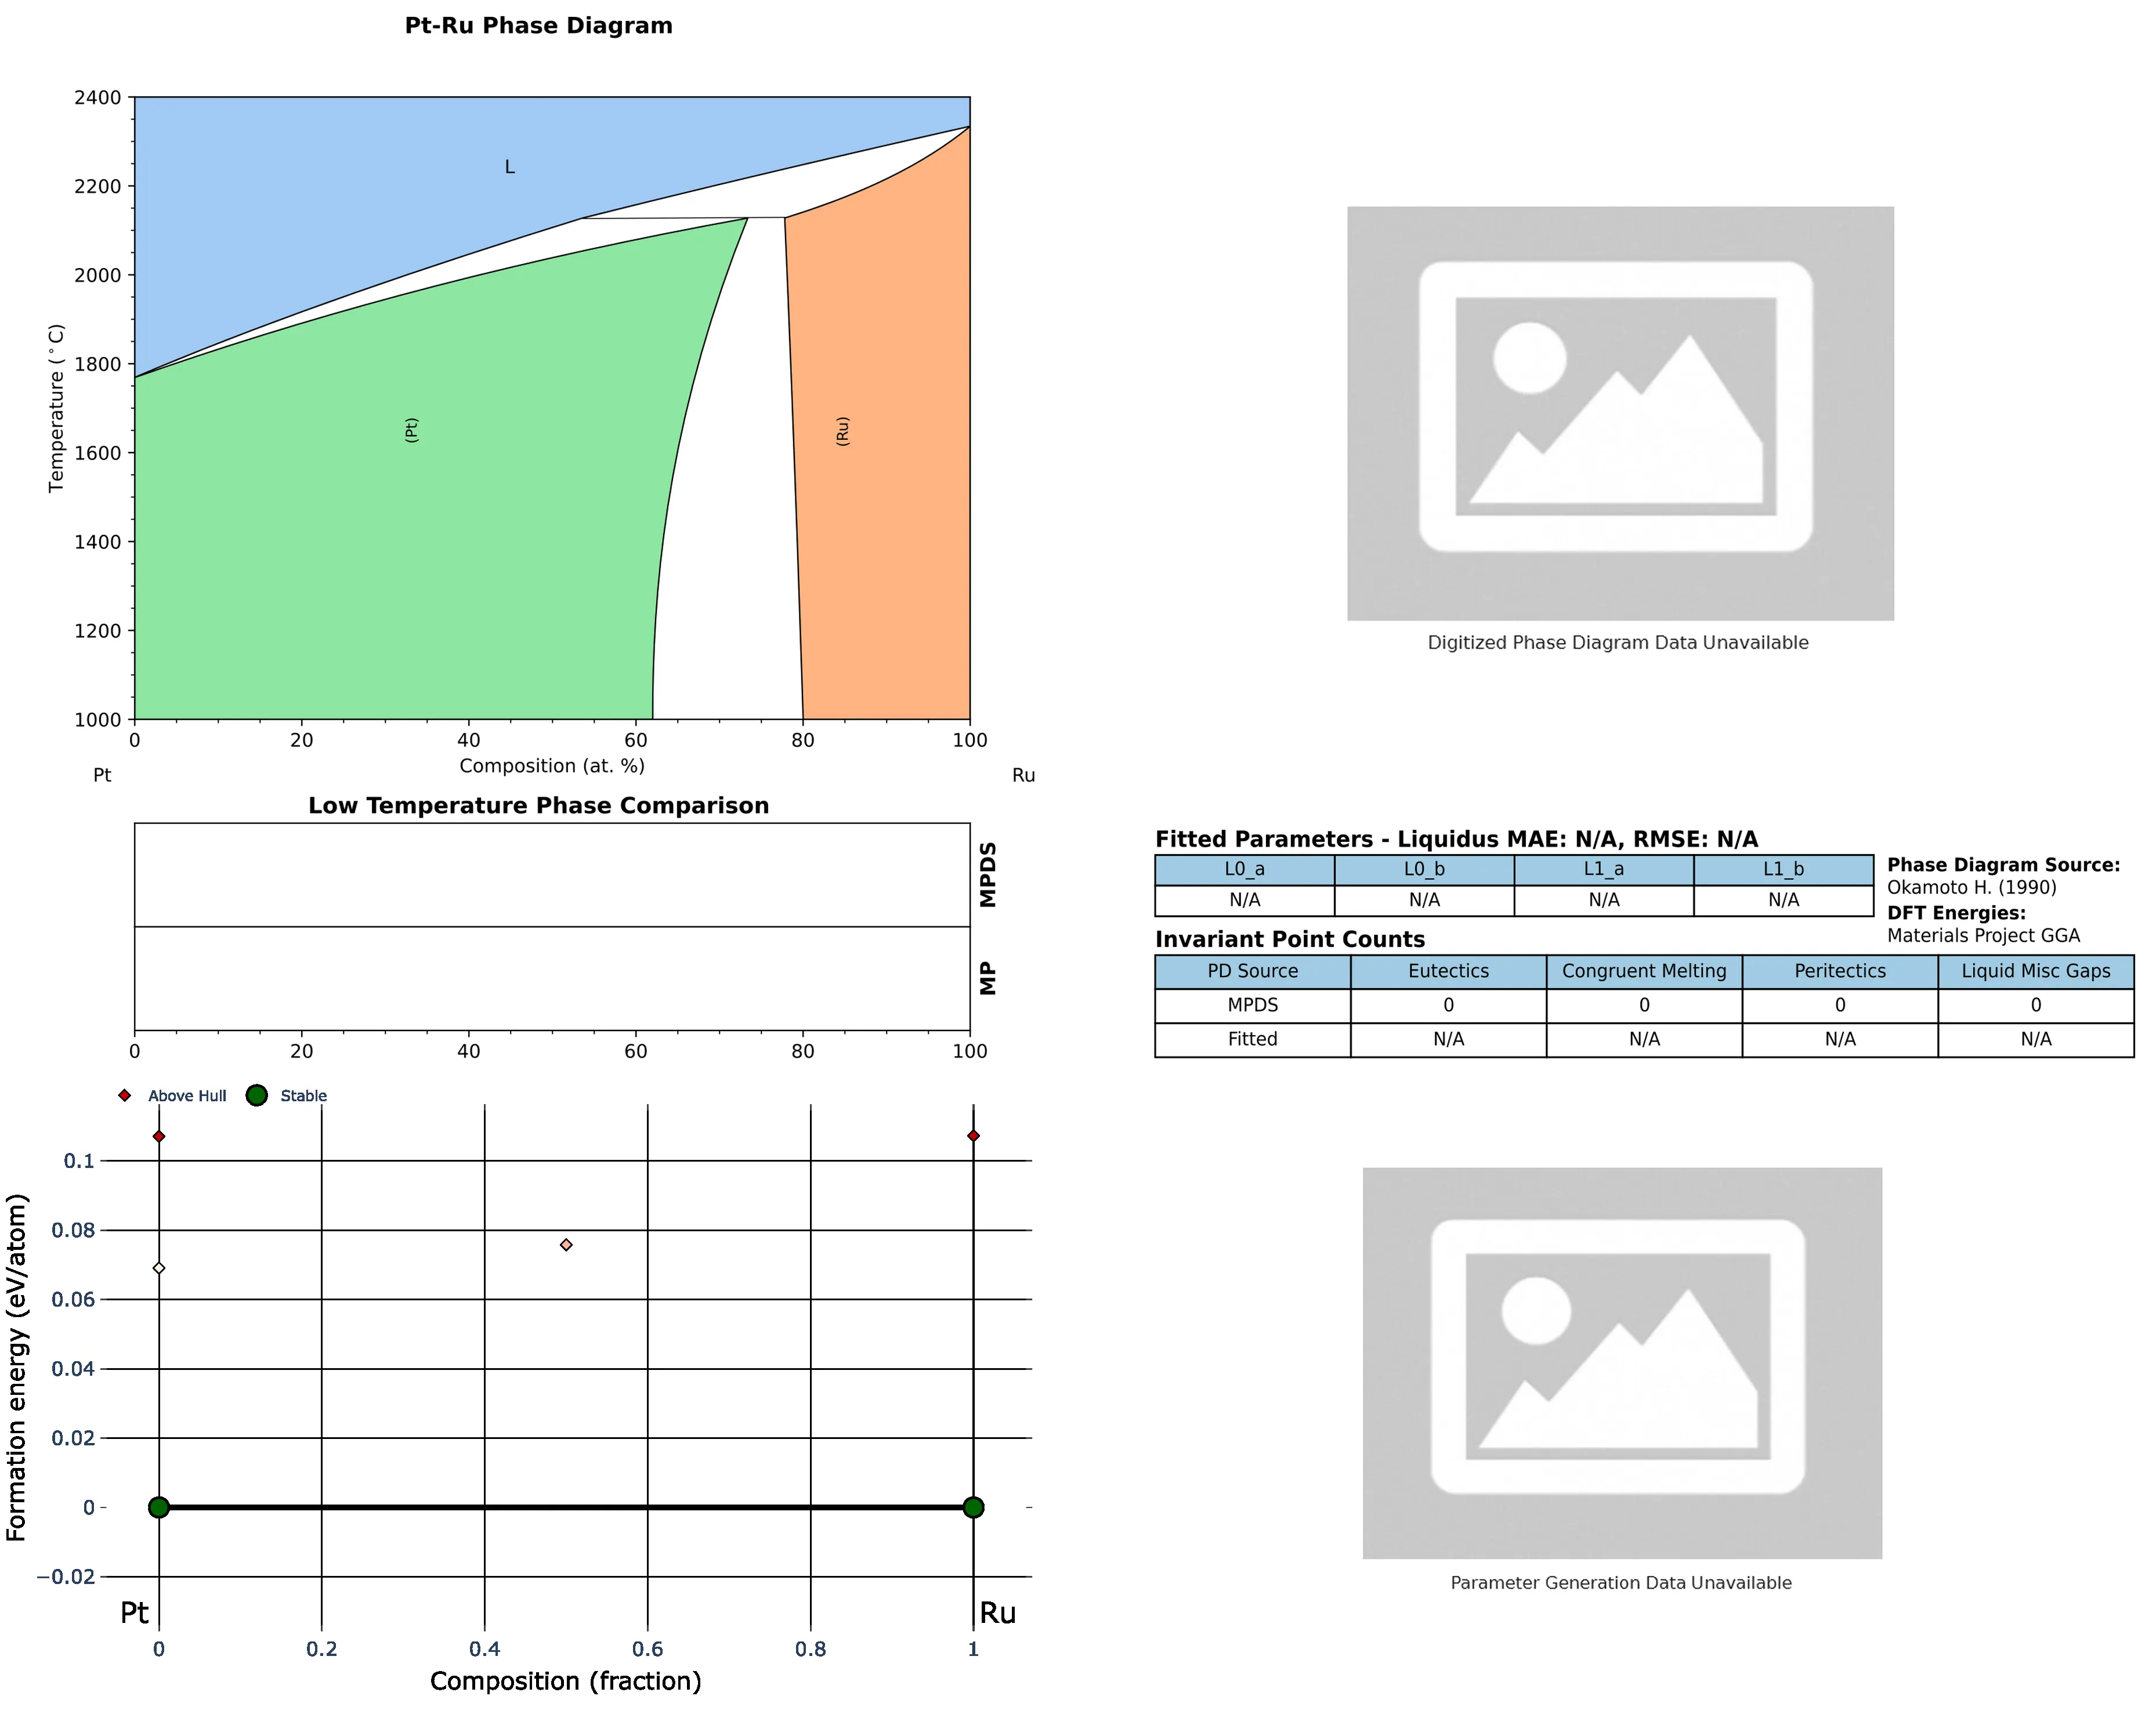 Pt-Ru Phase Diagram
2400
2200
2000
1800
1600
1400
1200
1000
Temperature (°C)
L
(Pt)
(Ru)
0 20 40 60 80 100
Composition (at. %)
Pt Ru
Digitized Phase Diagram Data Unavailable
Low Temperature Phase Comparison
MPDS
MP
0 20 40 60 80 100
Fitted Parameters - Liquidus MAE: N/A, RMSE: N/A
L0_a L0_b L1_a L1_b
N/A N/A N/A N/A
Phase Diagram Source:
Okamoto H. (1990)
DFT Energies:
Materials Project GGA
Invariant Point Counts
PD Source Eutectics Congruent Melting Peritectics Liquid Misc Gaps
MPDS 0 0 0 0
Fitted N/A N/A N/A N/A
Above Hull Stable
0.1
0.08
0.06
0.04
0.02
0
−0.02
Formation energy (eV/atom)
Pt Ru
0 0.2 0.4 0.6 0.8 1
Composition (fraction)
Parameter Generation Data Unavailable